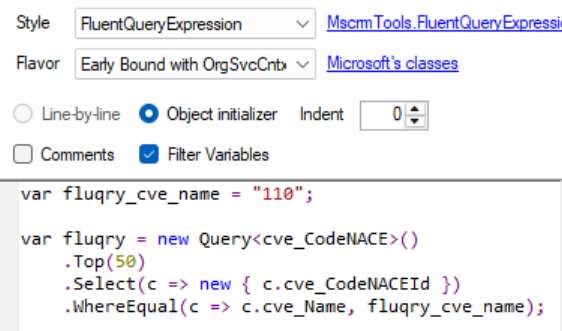 Style FluentQueryExpression MscrmTools.FluentQueryExpressi
Flavor Early Bound with OrgSvcCntx Microsoft's classes
Line-by-line Object initializer Indent 0
Comments Filter Variables
var fluqry_cve_name = "110";
var fluqry = new Query<cve_CodeNACE>()
.Top(50)
.Select(c => new { c.cve_CodeNACEId })
.WhereEqual(c => c.cve_Name, fluqry_cve_name);